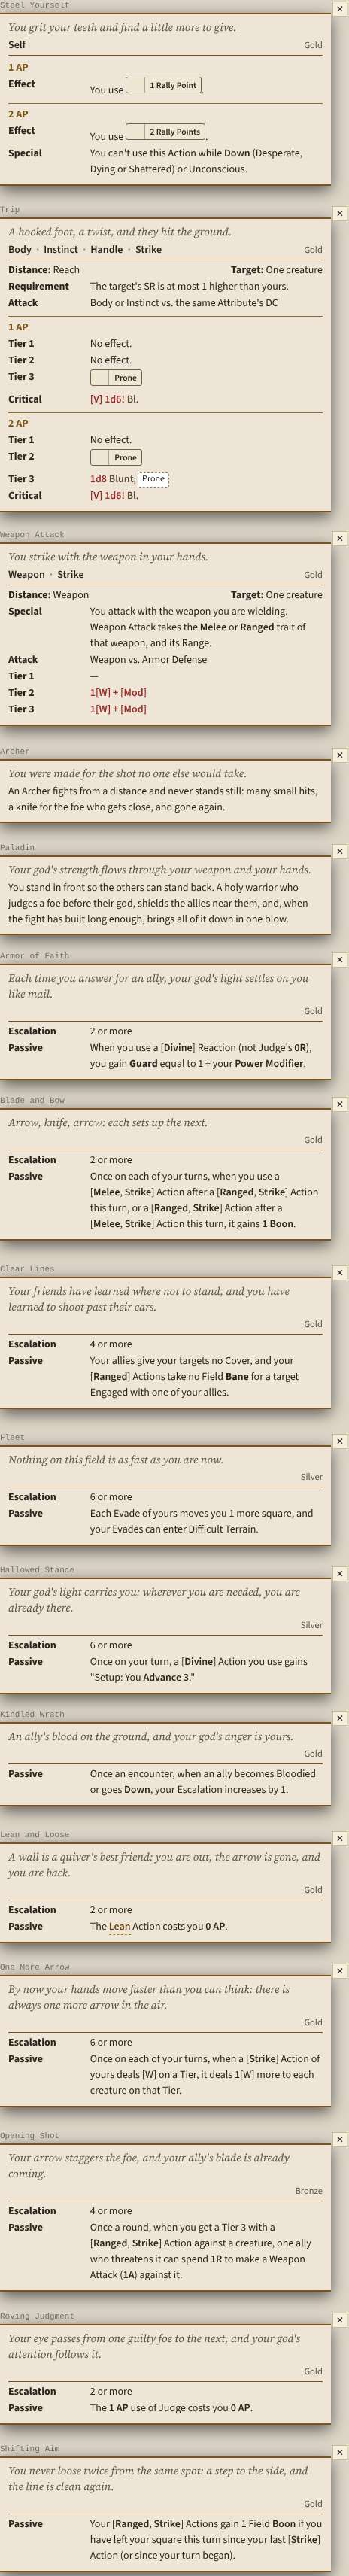 Steel Yourself
✕
You grit your teeth and find a little more to give.
Self Gold
1 AP
Effect You use 1 Rally Point.
2 AP
Effect You use 2 Rally Points.
Special You can't use this Action while Down (Desperate,
Dying or Shattered) or Unconscious.
Trip
✕
A hooked foot, a twist, and they hit the ground.
Body · Instinct · Handle · Strike Gold
Distance: Reach Target: One creature
Requirement The target's SR is at most 1 higher than yours.
Attack Body or Instinct vs. the same Attribute's DC
1 AP
Tier 1 No effect.
Tier 2 No effect.
Tier 3 Prone
Critical [V] 1d6! Bl.
2 AP
Tier 1 No effect.
Tier 2 Prone
Tier 3 1d8 Blunt; Prone
Critical [V] 1d6! Bl.
Weapon Attack
✕
You strike with the weapon in your hands.
Weapon · Strike Gold
Distance: Weapon Target: One creature
Special You attack with the weapon you are wielding.
Weapon Attack takes the Melee or Ranged trait of
that weapon, and its Range.
Attack Weapon vs. Armor Defense
Tier 1 —
Tier 2 1[W] + [Mod]
Tier 3 1[W] + [Mod]
Archer
✕
You were made for the shot no one else would take.
An Archer fights from a distance and never stands still: many small hits,
a knife for the foe who gets close, and gone again.
Paladin
✕
Your god's strength flows through your weapon and your hands.
You stand in front so the others can stand back. A holy warrior who
judges a foe before their god, shields the allies near them, and, when
the fight has built long enough, brings all of it down in one blow.
Armor of Faith
✕
Each time you answer for an ally, your god's light settles on you
like mail.
Gold
Escalation 2 or more
Passive When you use a [Divine] Reaction (not Judge's 0R),
you gain Guard equal to 1 + your Power Modifier.
Blade and Bow
✕
Arrow, knife, arrow: each sets up the next.
Gold
Escalation 2 or more
Passive Once on each of your turns, when you use a
[Melee, Strike] Action after a [Ranged, Strike] Action
this turn, or a [Ranged, Strike] Action after a
[Melee, Strike] Action this turn, it gains 1 Boon.
Clear Lines
✕
Your friends have learned where not to stand, and you have
learned to shoot past their ears.
Gold
Escalation 4 or more
Passive Your allies give your targets no Cover, and your
[Ranged] Actions take no Field Bane for a target
Engaged with one of your allies.
Fleet
✕
Nothing on this field is as fast as you are now.
Silver
Escalation 6 or more
Passive Each Evade of yours moves you 1 more square, and
your Evades can enter Difficult Terrain.
Hallowed Stance
✕
Your god's light carries you: wherever you are needed, you are
already there.
Silver
Escalation 6 or more
Passive Once on your turn, a [Divine] Action you use gains
"Setup: You Advance 3."
Kindled Wrath
✕
An ally's blood on the ground, and your god's anger is yours.
Gold
Passive Once an encounter, when an ally becomes Bloodied
or goes Down, your Escalation increases by 1.
Lean and Loose
✕
A wall is a quiver's best friend: you are out, the arrow is gone, and
you are back.
Gold
Escalation 2 or more
Passive The Lean Action costs you 0 AP.
One More Arrow
✕
By now your hands move faster than you can think: there is
always one more arrow in the air.
Gold
Escalation 6 or more
Passive Once on each of your turns, when a [Strike] Action of
yours deals [W] on a Tier, it deals 1[W] more to each
creature on that Tier.
Opening Shot
✕
Your arrow staggers the foe, and your ally's blade is already
coming.
Bronze
Escalation 4 or more
Passive Once a round, when you get a Tier 3 with a
[Ranged, Strike] Action against a creature, one ally
who threatens it can spend 1R to make a Weapon
Attack (1A) against it.
Roving Judgment
✕
Your eye passes from one guilty foe to the next, and your god's
attention follows it.
Gold
Escalation 2 or more
Passive The 1 AP use of Judge costs you 0 AP.
Shifting Aim
✕
You never loose twice from the same spot: a step to the side, and
the line is clean again.
Gold
Passive Your [Ranged, Strike] Actions gain 1 Field Boon if you
have left your square this turn since your last [Strike]
Action (or since your turn began).